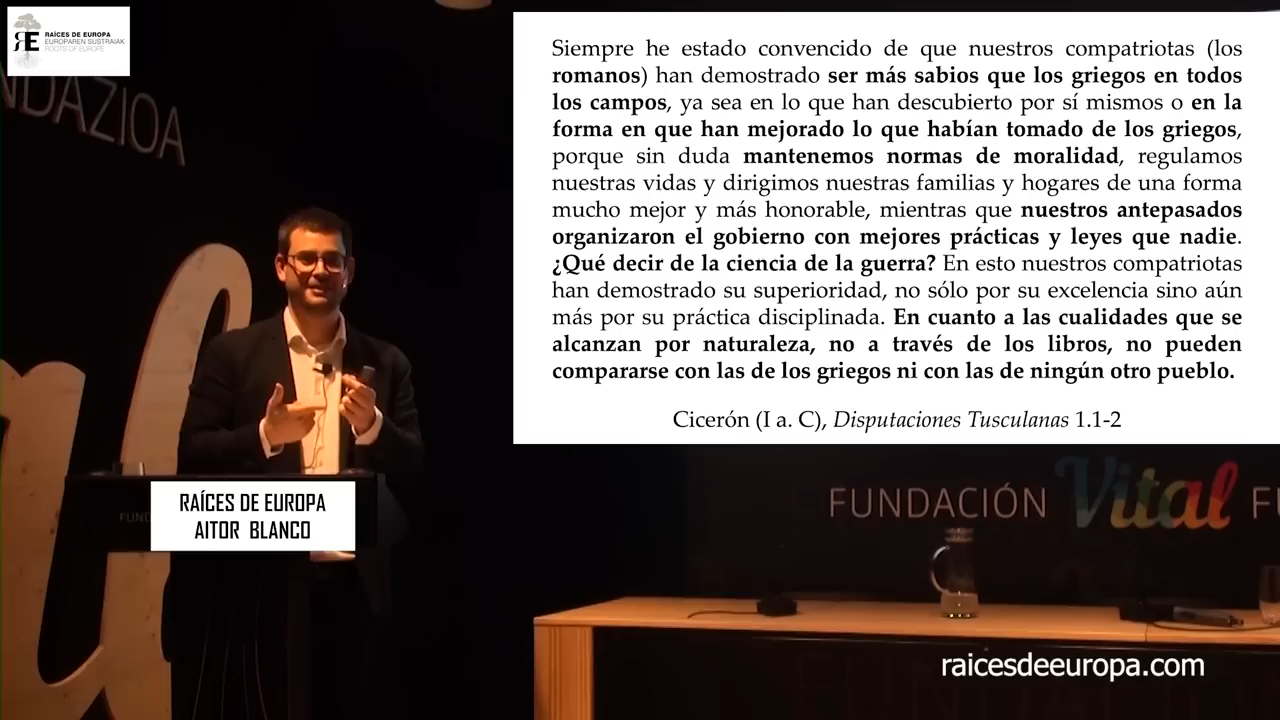 RAÍCES DE EUROPA
EUROPAREN SUSTRAIAK
ROOTS OF EUROPE
NDAZIOA
Siempre he estado convencido de que nuestros compatriotas (los
romanos) han demostrado ser más sabios que los griegos en todos
los campos, ya sea en lo que han descubierto por sí mismos o en la
forma en que han mejorado lo que habían tomado de los griegos,
porque sin duda mantenemos normas de moralidad, regulamos
nuestras vidas y dirigimos nuestras familias y hogares de una forma
mucho mejor y más honorable, mientras que nuestros antepasados
organizaron el gobierno con mejores prácticas y leyes que nadie.
¿Qué decir de la ciencia de la guerra? En esto nuestros compatriotas
han demostrado su superioridad, no sólo por su excelencia sino aún
más por su práctica disciplinada. En cuanto a las cualidades que se
alcanzan por naturaleza, no a través de los libros, no pueden
compararse con las de los griegos ni con las de ningún otro pueblo.
Cicerón (I a. C), Disputaciones Tusculanas 1.1-2
FUND
RAÍCES DE EUROPA
AITOR BLANCO
FUNDACIÓN Vital F
raicesdeeuropa.com